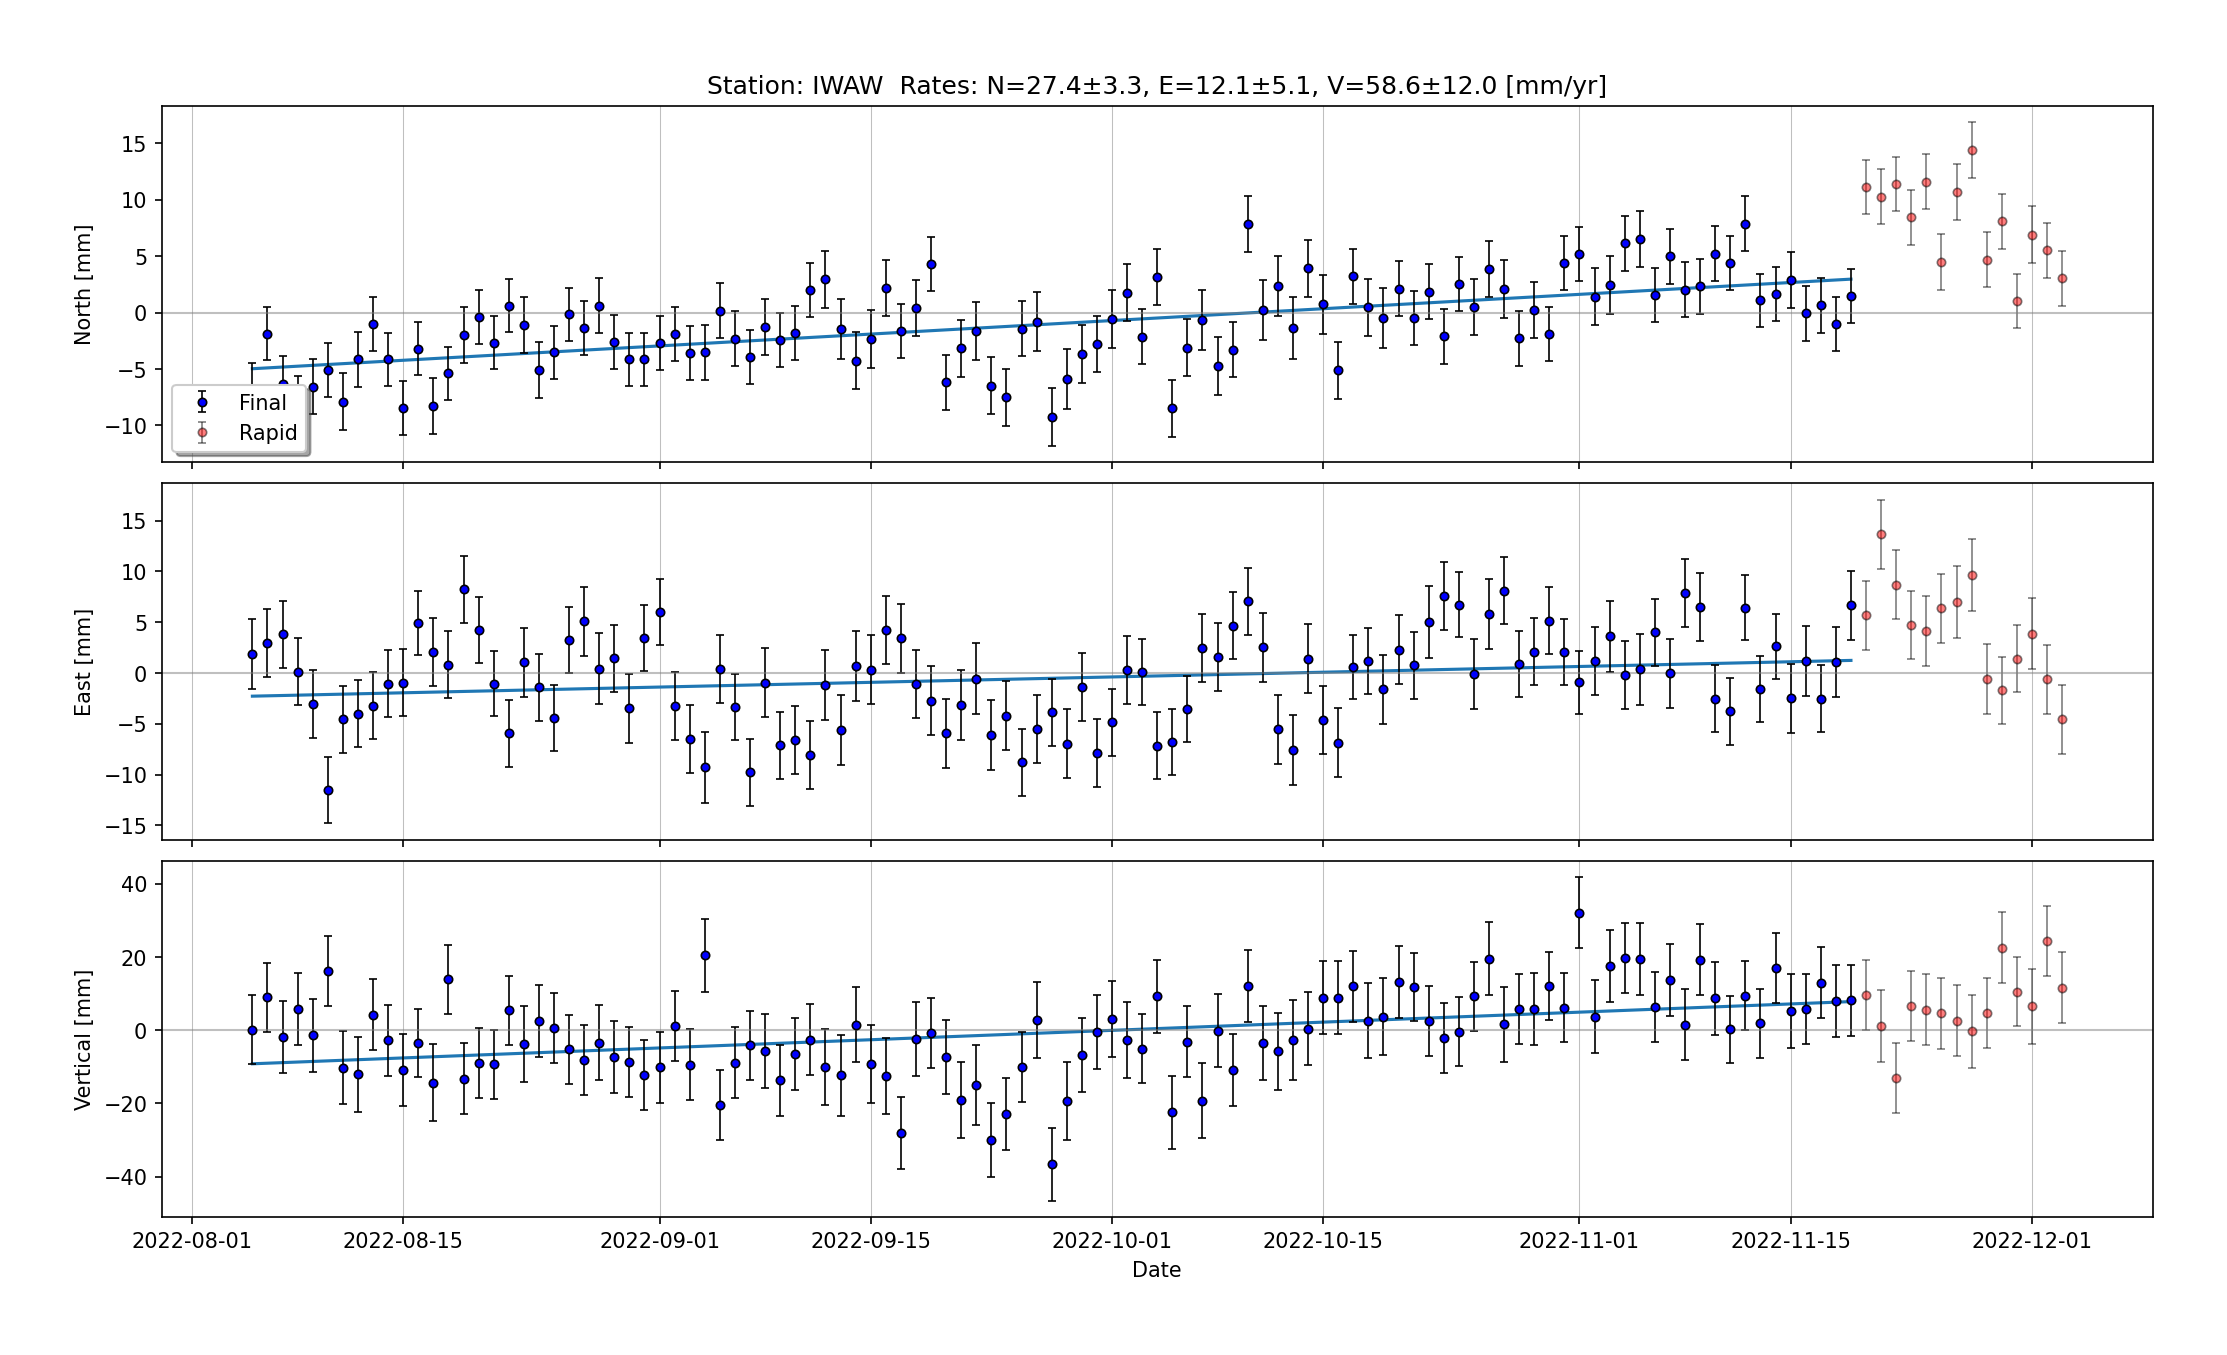 Station: IWAW  Rates: N=27.4±3.3, E=12.1±5.1, V=58.6±12.0 [mm/yr]
North [mm]
15
10
5
0
−5
−10
Final
Rapid
East [mm]
15
10
5
0
−5
−10
−15
Vertical [mm]
40
20
0
−20
−40
2022-08-01 2022-08-15 2022-09-01 2022-09-15 2022-10-01 2022-10-15 2022-11-01 2022-11-15 2022-12-01
Date